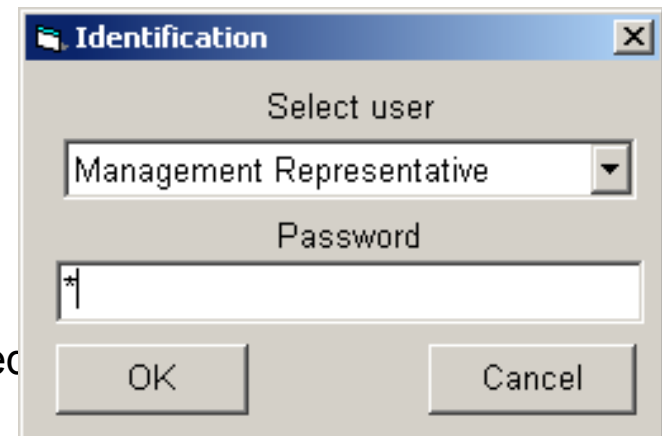 Identification
Select user
Management Representative
Password
*
OK
Cancel